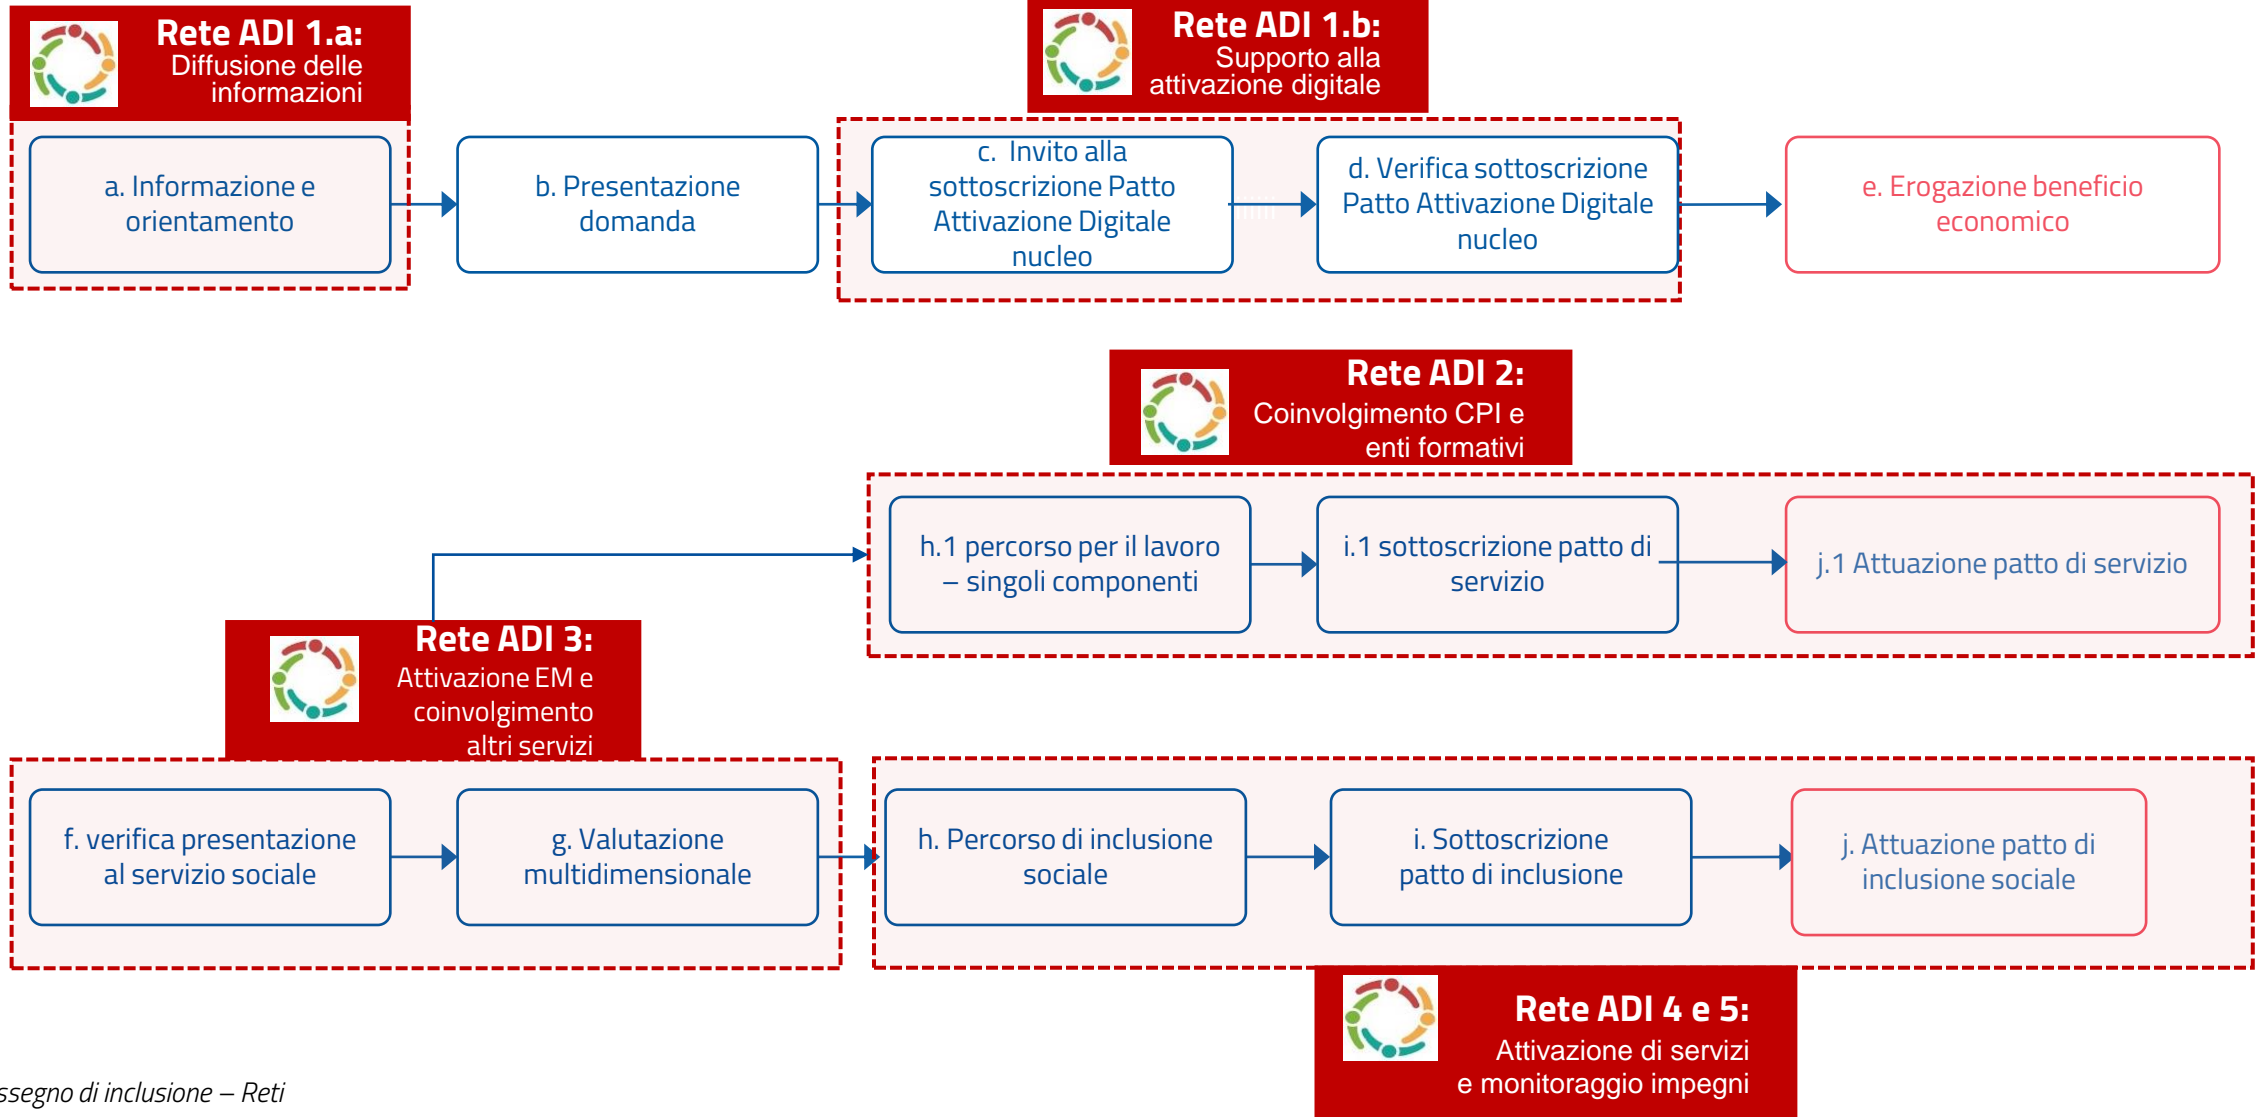 Rete ADI 1.a:
Diffusione delle
informazioni
Rete ADI 1.b:
Supporto alla
attivazione digitale
a. Informazione e
orientamento
b. Presentazione
domanda
c. Invito alla
sottoscrizione Patto
Attivazione Digitale
nucleo
d. Verifica sottoscrizione
Patto Attivazione Digitale
nucleo
e. Erogazione beneficio
economico
Rete ADI 2:
Coinvolgimento CPI e
enti formativi
h.1 percorso per il lavoro
– singoli componenti
i.1 sottoscrizione patto di
servizio
j.1 Attuazione patto di servizio
Rete ADI 3:
Attivazione EM e
coinvolgimento
altri servizi
f. verifica presentazione
al servizio sociale
g. Valutazione
multidimensionale
h. Percorso di inclusione
sociale
i. Sottoscrizione
patto di inclusione
j. Attuazione patto di
inclusione sociale
Rete ADI 4 e 5:
Attivazione di servizi
e monitoraggio impegni
ssegno di inclusione – Reti